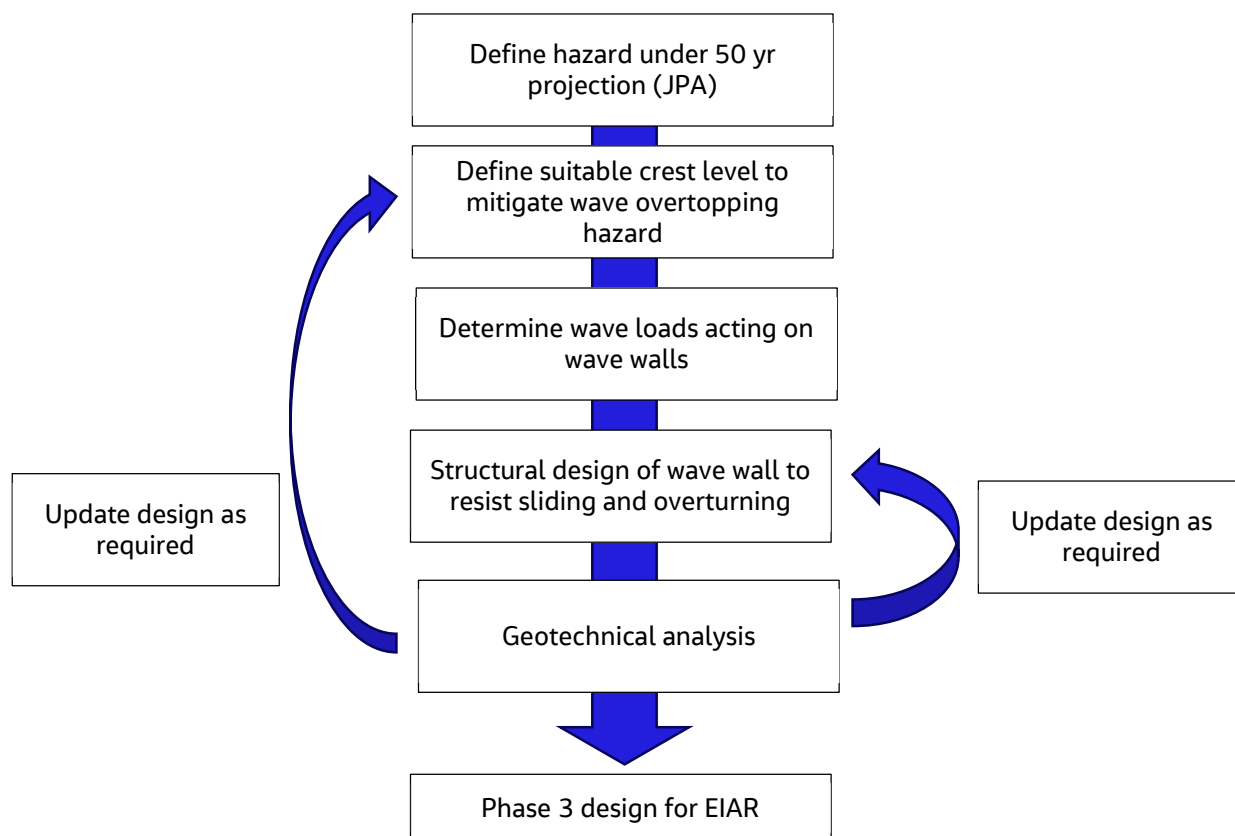 Define hazard under 50 yr
projection (JPA)
Define suitable crest level to
mitigate wave overtopping
hazard
Determine wave loads acting on
wave walls
Structural design of wave wall to
resist sliding and overturning
Update design as
required
Update design as
required
Geotechnical analysis
Phase 3 design for EIAR